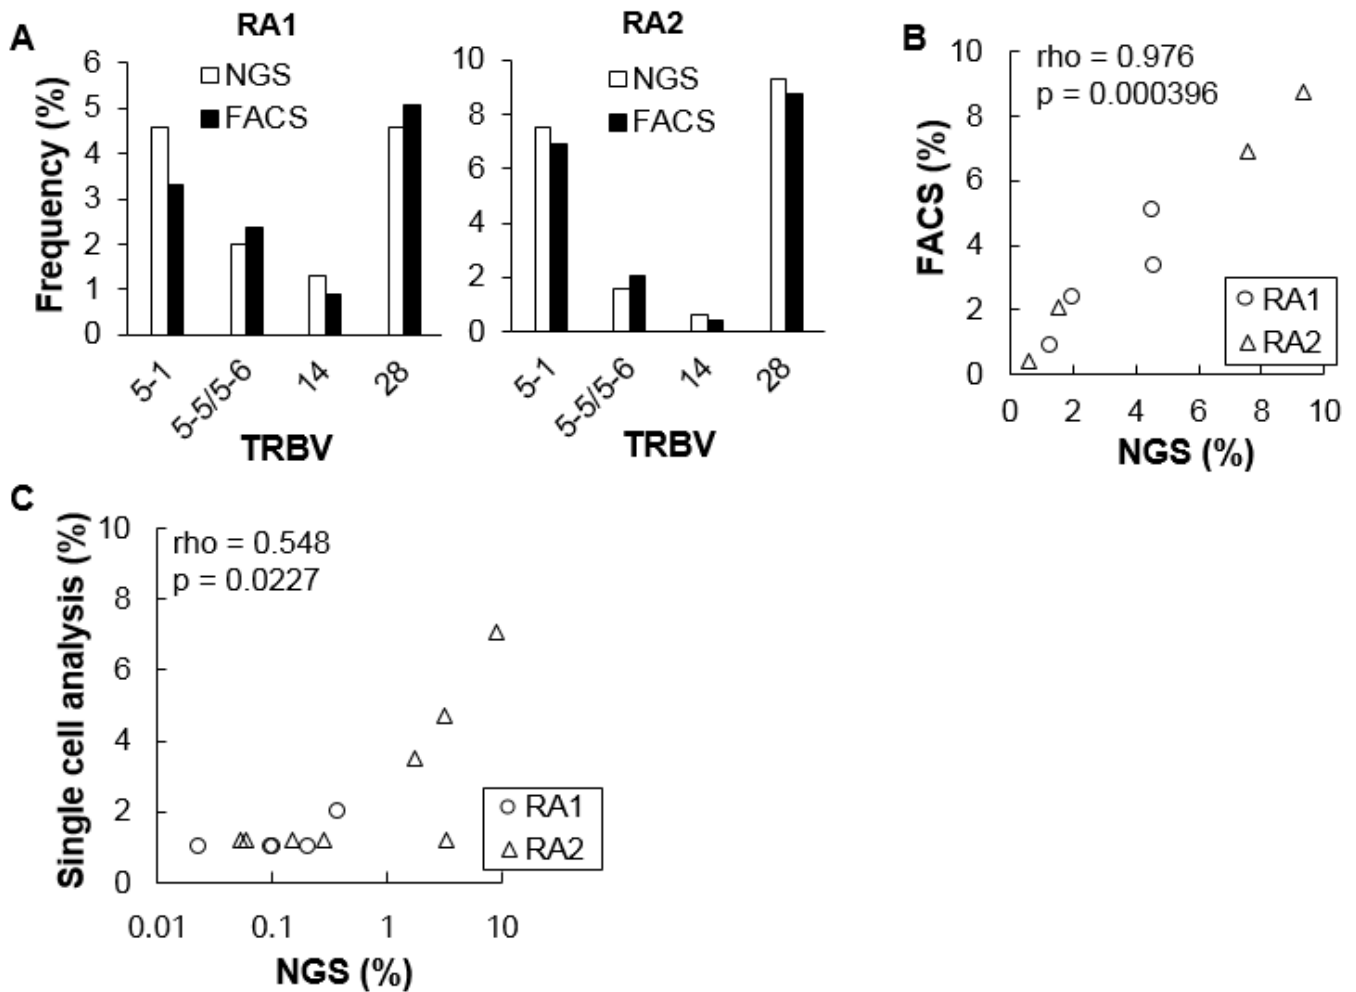 A
RA1
Frequency (%)
6
5
4
3
2
1
0
NGS
FACS
5-1
5-5/5-6
14
28
TRBV
RA2
10
8
6
4
2
0
NGS
FACS
5-1
5-5/5-6
14
28
TRBV
B
rho = 0.976
p = 0.000396
FACS (%)
10
8
6
4
2
0
RA1
RA2
0 2 4 6 8 10
NGS (%)
C
rho = 0.548
p = 0.0227
Single cell analysis (%)
10
8
6
4
2
0
RA1
RA2
0.01 0.1 1 10
NGS (%)